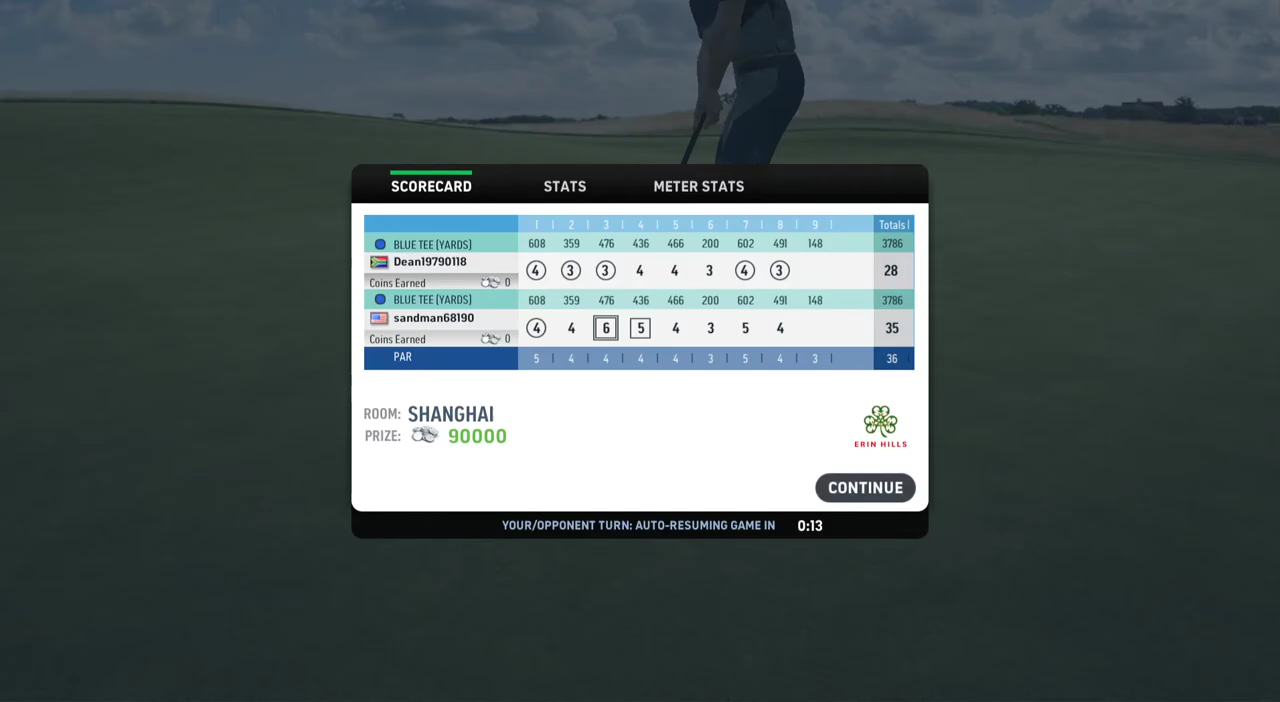 SCORECARD STATS METER STATS
1 2 3 4 5 6 7 8 9 Totals
BLUE TEE (YARDS) 608 359 476 436 466 200 602 491 148 3786
Dean19790118 4 3 3 4 4 3 4 3 28
Coins Earned 0
BLUE TEE (YARDS) 608 359 476 436 466 200 602 491 148 3786
sandman68190 4 4 6 5 4 3 5 4 35
Coins Earned 0
PAR 5 4 4 4 4 3 5 4 3 36
ROOM: SHANGHAI
PRIZE: 90000
ERIN HILLS
CONTINUE
YOUR/OPPONENT TURN: AUTO-RESUMING GAME IN 0:13